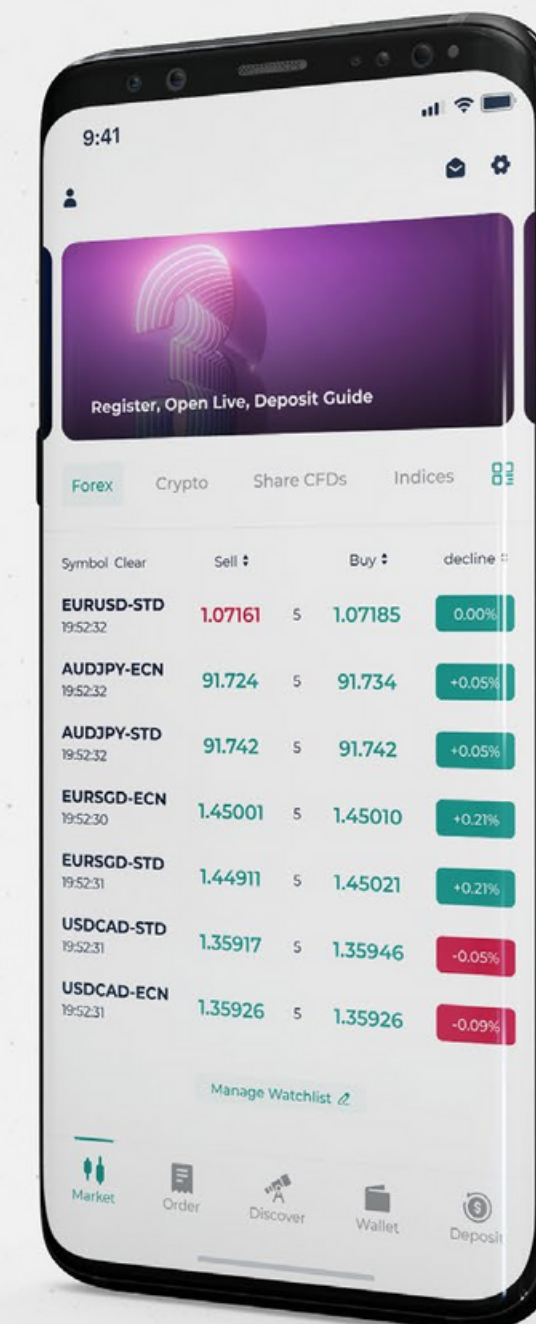 9:41
Register, Open Live, Deposit Guide
Forex Crypto Share CFDs Indices
Symbol Clear Sell Buy decline
EURUSD-STD 1.07161 5 1.07185 0.00%
19:52:32
AUDJPY-ECN 91.724 5 91.734 +0.05%
19:52:32
AUDJPY-STD 91.742 5 91.742 +0.05%
19:52:32
EURSGD-ECN 1.45001 5 1.45010 +0.21%
19:52:30
EURSGD-STD 1.44911 5 1.45021 +0.21%
19:52:31
USDCAD-STD 1.35917 5 1.35946 -0.05%
19:52:31
USDCAD-ECN 1.35926 5 1.35926 -0.09%
19:52:31
Manage Watchlist
Market Order Discover Wallet Deposit